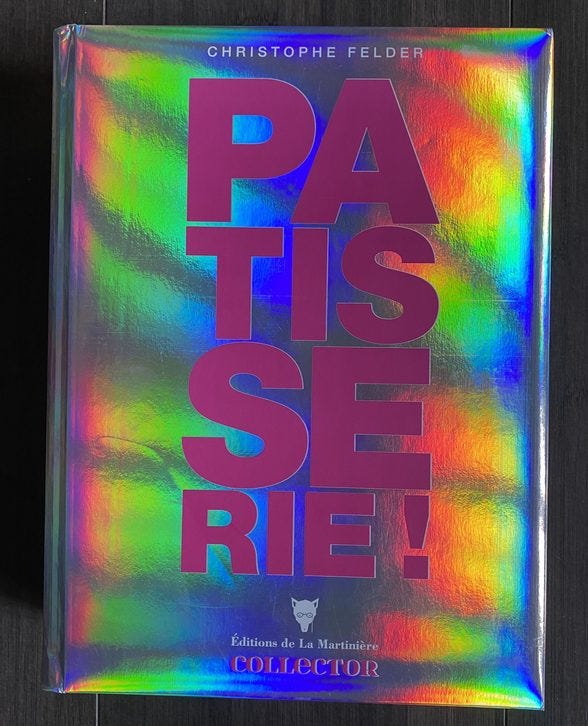 CHRISTOPHE FELDER
PA
TIS
SE
RIE!
Éditions de La Martinière
COLLeCTOR